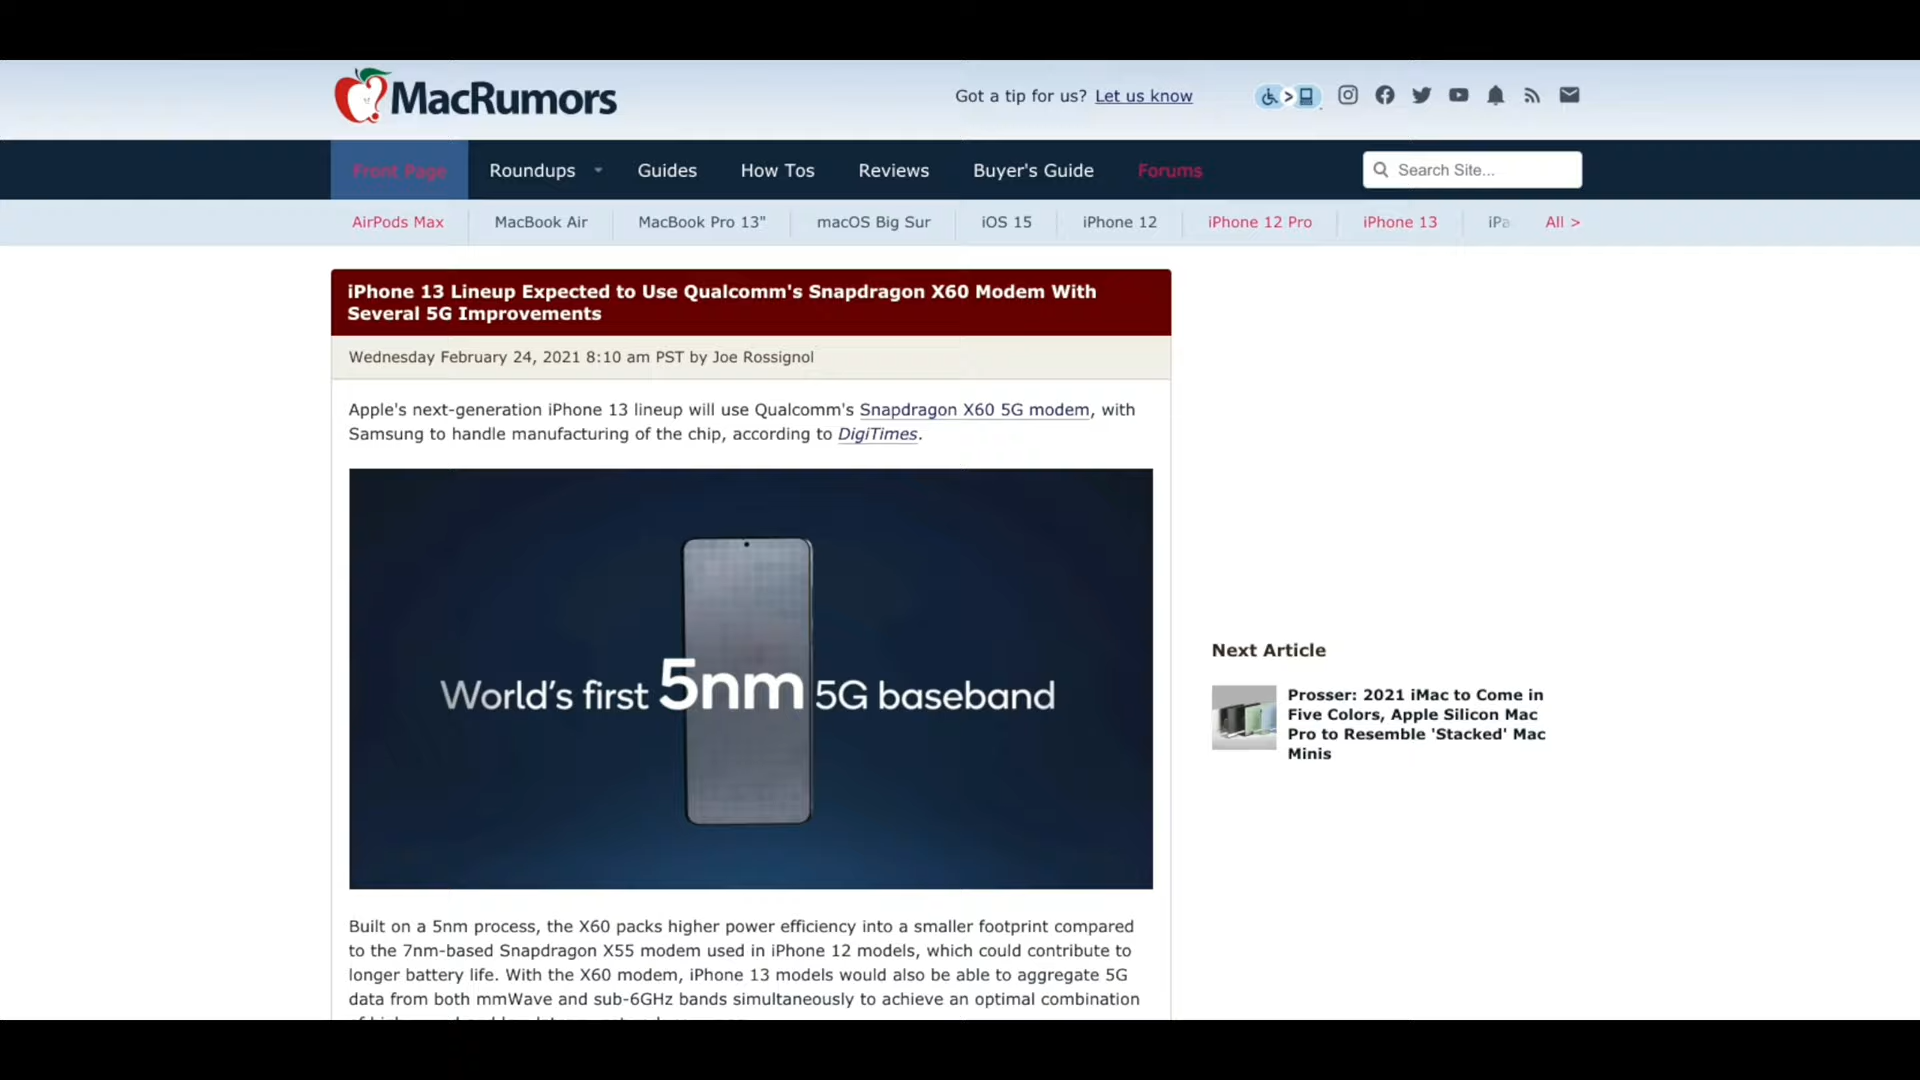 MacRumors
Got a tip for us? Let us know
Front Page Roundups Guides How Tos Reviews Buyer's Guide Forums Search Site...
AirPods Max MacBook Air MacBook Pro 13" macOS Big Sur iOS 15 iPhone 12 iPhone 12 Pro iPhone 13 iPa All >
iPhone 13 Lineup Expected to Use Qualcomm's Snapdragon X60 Modem With
Several 5G Improvements
Wednesday February 24, 2021 8:10 am PST by Joe Rossignol
Apple's next-generation iPhone 13 lineup will use Qualcomm's Snapdragon X60 5G modem, with
Samsung to handle manufacturing of the chip, according to DigiTimes.
World's first 5nm 5G baseband
Built on a 5nm process, the X60 packs higher power efficiency into a smaller footprint compared
to the 7nm-based Snapdragon X55 modem used in iPhone 12 models, which could contribute to
longer battery life. With the X60 modem, iPhone 13 models would also be able to aggregate 5G
data from both mmWave and sub-6GHz bands simultaneously to achieve an optimal combination
Next Article
Prosser: 2021 iMac to Come in
Five Colors, Apple Silicon Mac
Pro to Resemble 'Stacked' Mac
Minis